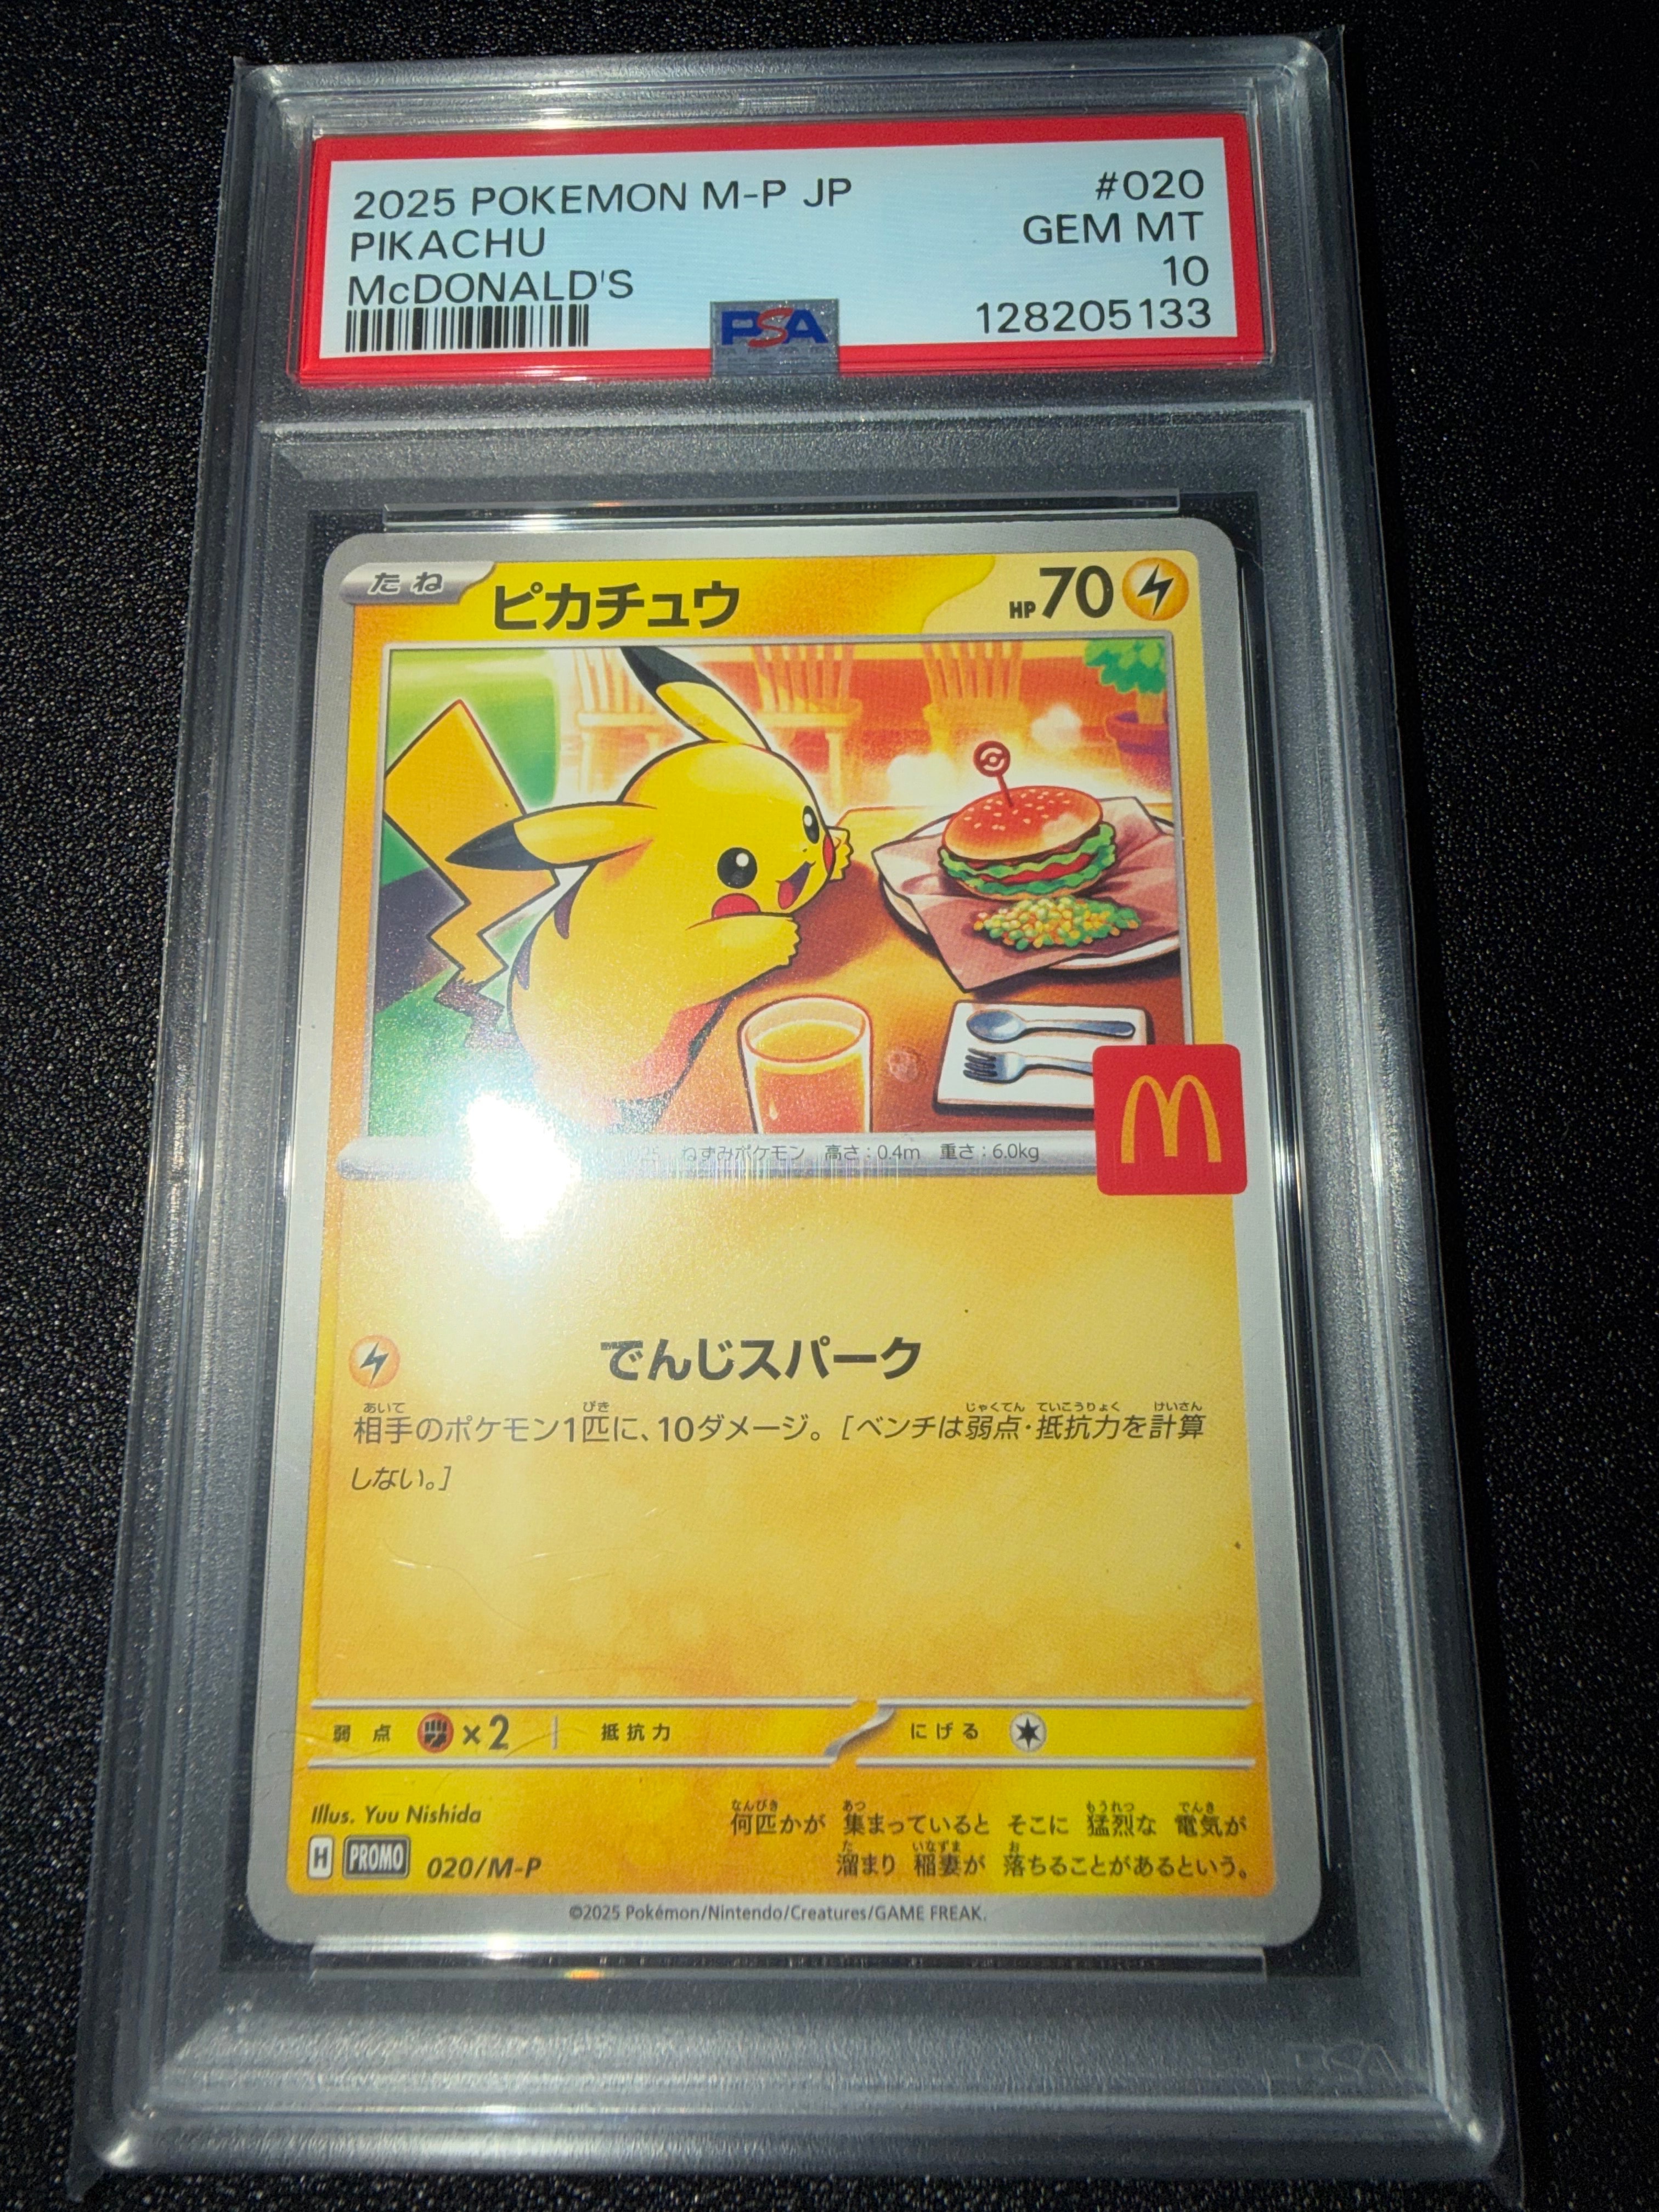 2025 POKEMON M-P JP
#020
PIKACHU
GEM MT
McDONALD'S
10
PSA
128205133
たね
ピカチュウ
HP70
ねずみポケモン 高さ:0.4m 重さ:6.0kg
M
でんじスパーク
相手のポケモン1匹に、10ダメージ。[ベンチは弱点・抵抗力を計算
しない。]
弱点 ×2 抵抗力 にげる
Illus. Yuu Nishida
何匹かが 集まっていると そこに 猛烈な 電気が
溜まり 稲妻が 落ちることがあるという。
H PROMO 020/M-P
©2025 Pokémon/Nintendo/Creatures/GAME FREAK.
PSA